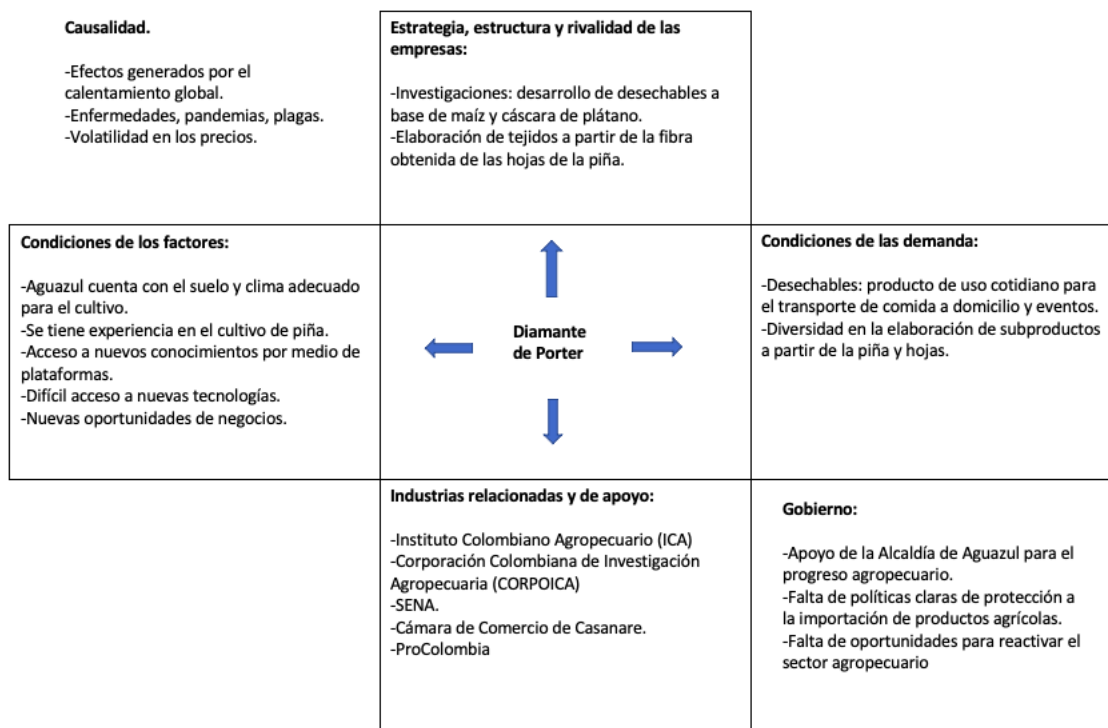 Causalidad.
-Efectos generados por el
calentamiento global.
-Enfermedades, pandemias, plagas.
-Volatilidad en los precios.
Estrategia, estructura y rivalidad de las
empresas:
-Investigaciones: desarrollo de desechables a
base de maíz y cáscara de plátano.
-Elaboración de tejidos a partir de la fibra
obtenida de las hojas de la piña.
Condiciones de los factores:
-Aguazul cuenta con el suelo y clima adecuado
para el cultivo.
-Se tiene experiencia en el cultivo de piña.
-Acceso a nuevos conocimientos por medio de
plataformas.
-Difícil acceso a nuevas tecnologías.
-Nuevas oportunidades de negocios.
Diamante
de Porter
Condiciones de las demanda:
-Desechables: producto de uso cotidiano para
el transporte de comida a domicilio y eventos.
-Diversidad en la elaboración de subproductos
a partir de la piña y hojas.
Industrias relacionadas y de apoyo:
-Instituto Colombiano Agropecuario (ICA)
-Corporación Colombiana de Investigación
Agropecuaria (CORPOICA)
-SENA.
-Cámara de Comercio de Casanare.
-ProColombia
Gobierno:
-Apoyo de la Alcaldía de Aguazul para el
progreso agropecuario.
-Falta de políticas claras de protección a
la importación de productos agrícolas.
-Falta de oportunidades para reactivar el
sector agropecuario